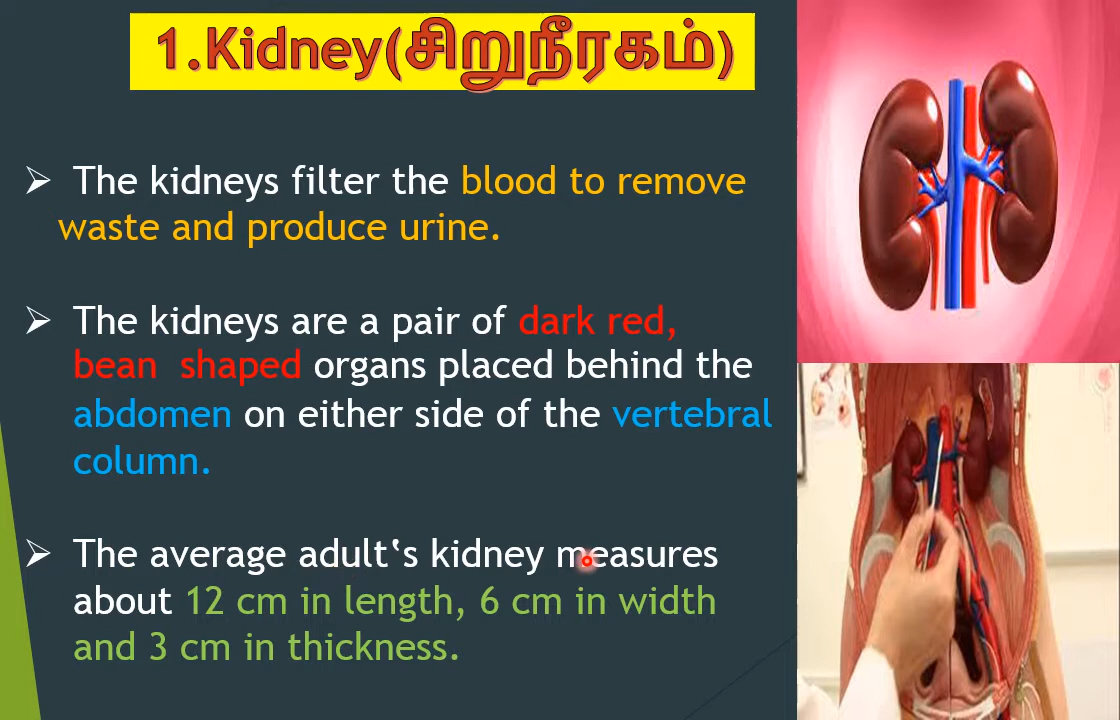 1.Kidney(சிறுநீரகம்)
➢ The kidneys filter the blood to remove
waste and produce urine.
➢ The kidneys are a pair of dark red,
bean  shaped organs placed behind the
abdomen on either side of the vertebral
column.
➢ The average adult‛s kidney measures
about 12 cm in length, 6 cm in width
and 3 cm in thickness.